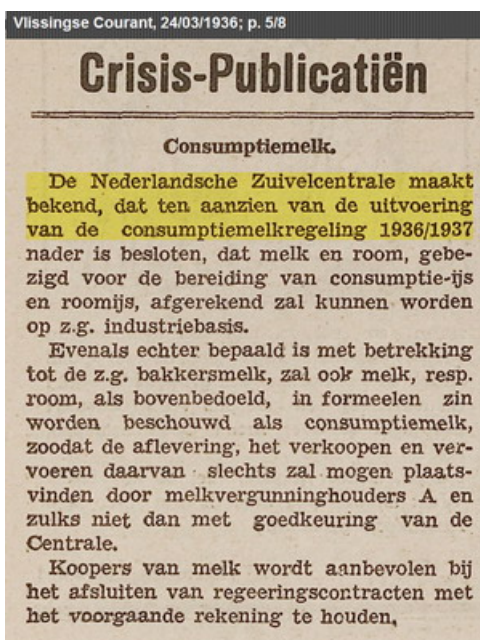 Vlissingse Courant, 24/03/1936; p. 5/8
Crisis-Publicatiën
Consumptiemelk.
De Nederlandsche Zuivelcentrale maakt
bekend, dat ten aanzien van de uitvoering
van de consumptiemelkregeling 1936/1937
nader is besloten, dat melk en room, gebe-
zigd voor de bereiding van consumptie-ijs
en roomijs, afgerekend zal kunnen worden
op z.g. industriebasis.
Evenals echter bepaald is met betrekking
tot de z.g. bakkersmelk, zal ook melk, resp.
room, als bovenbedoeld, in formeelen zin
worden beschouwd als consumptiemelk,
zoodat de aflevering, het verkoopen en ver-
voeren daarvan slechts zal mogen plaats-
vinden door melkvergunninghouders A en
zulks niet dan met goedkeuring van de
Centrale.
Koopers van melk wordt aanbevolen bij
het afsluiten van regeeringscontracten met
het voorgaande rekening te houden.